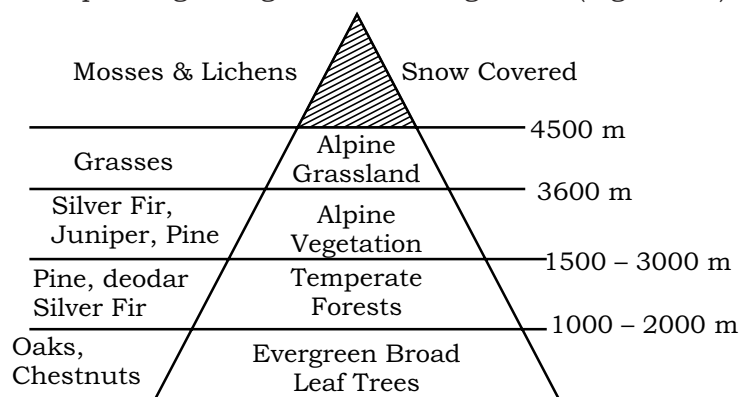 Mosses & Lichens
Snow Covered
4500 m
Grasses
Alpine
Grassland
3600 m
Silver Fir,
Juniper, Pine
Alpine
Vegetation
1500 – 3000 m
Pine, deodar
Silver Fir
Temperate
Forests
1000 – 2000 m
Oaks,
Chestnuts
Evergreen Broad
Leaf Trees